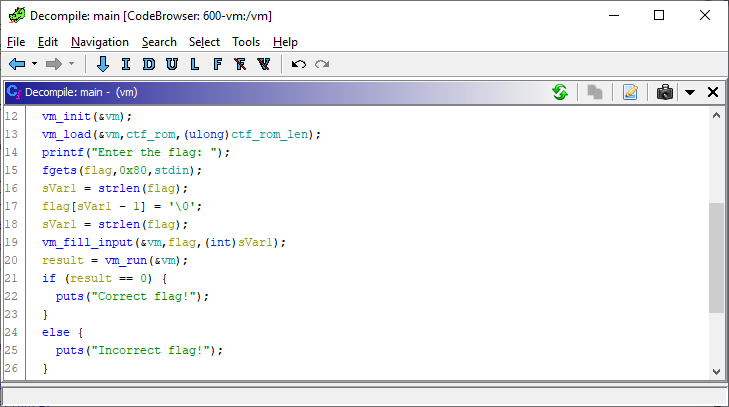 Decompile: main [CodeBrowser: 600-vm:/vm]
File Edit Navigation Search Select Tools Help
I D U L F F V
Decompile: main - (vm)
12 vm_init(&vm);
13 vm_load(&vm,ctf_rom,(ulong)ctf_rom_len);
14 printf("Enter the flag: ");
15 fgets(flag,0x80,stdin);
16 sVar1 = strlen(flag);
17 flag[sVar1 - 1] = '\0';
18 sVar1 = strlen(flag);
19 vm_fill_input(&vm,flag,(int)sVar1);
20 result = vm_run(&vm);
21 if (result == 0) {
22 puts("Correct flag!");
23 }
24 else {
25 puts("Incorrect flag!");
26 }